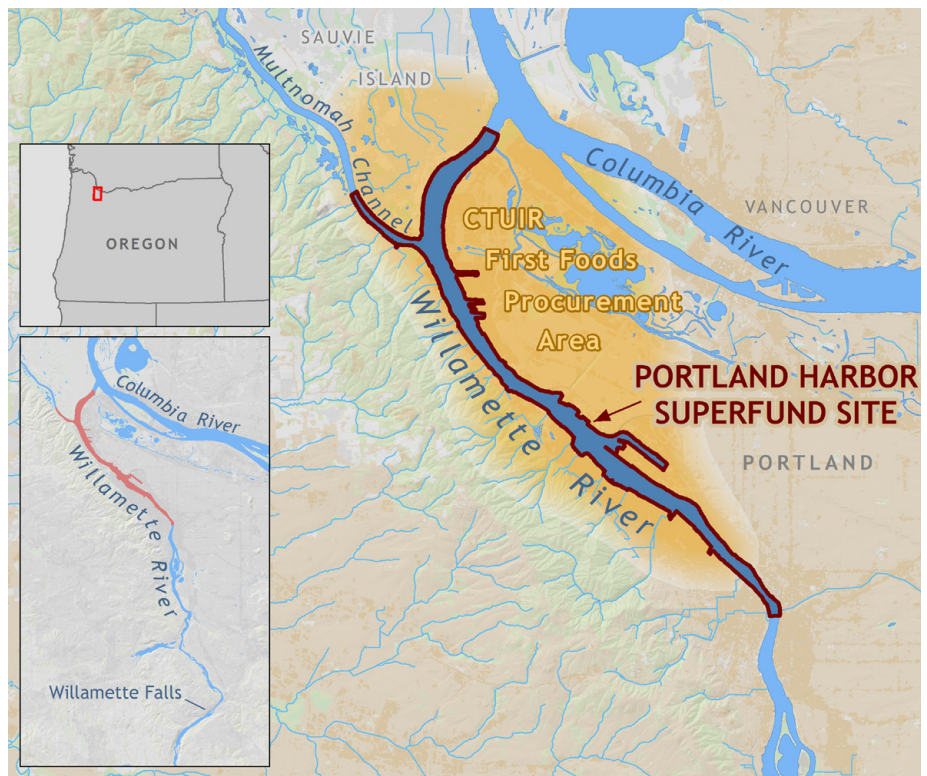 SAUVIE
ISLAND
Multnomah
Channel
Columbia
River
VANCOUVER
CTUIR
First Foods
Procurement
Area
Willamette
River
PORTLAND HARBOR
SUPERFUND SITE
PORTLAND
OREGON
Columbia River
Willamette
River
Willamette Falls